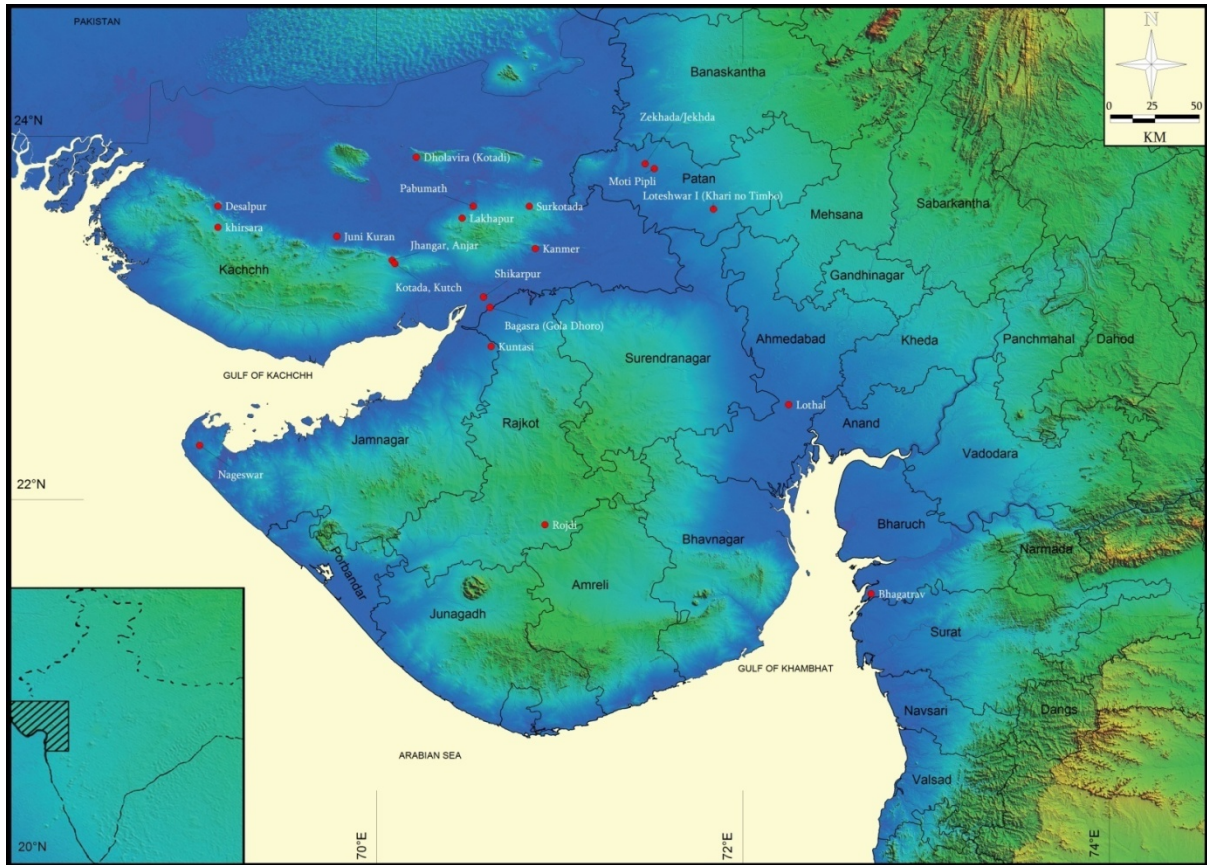 PAKISTAN
N
0 25 50
KM
Banaskantha
24°N
Zekhada/Jekhda
Dholavira (Kotadi)
Moti Pipli
Patan
Pabumath
Loteshwar I (Khari no Timbo)
Desalpur
Lakhapur
Surkotada
Mehsana
Sabarkantha
khirsara
Juni Kuran
Jhangar, Anjar
Kanmer
Kachchh
Shikarpur
Gandhinagar
Kotada, Kutch
Bagasra (Gola Dhoro)
Ahmedabad
Kheda
Panchmahal
Dahod
Kuntasi
Surendranagar
GULF OF KACHCHH
Lothal
Rajkot
Anand
Jamnagar
Vadodara
Nageswar
22°N
Rojdi
Bharuch
Bhavnagar
Narmada
Porbandar
Amreli
Junagadh
Bhagatrav
Surat
GULF OF KHAMBHAT
Navsari
Dangs
ARABIAN SEA
Valsad
70°E
72°E
74°E
20°N